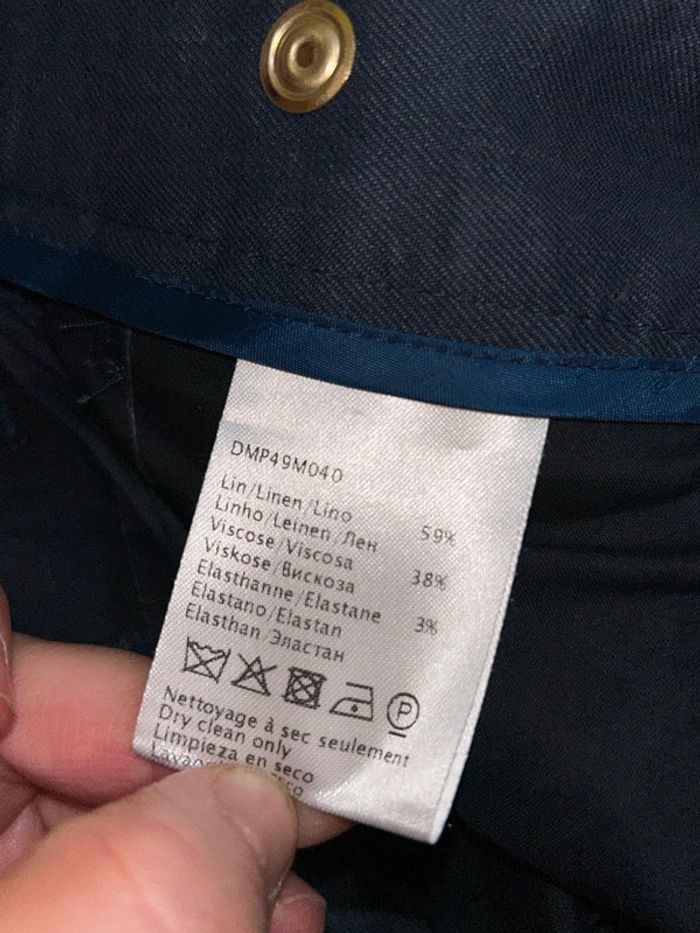 DMP49M040
Lin/Linen/Lino
Linho/Leinen/Лен 59%
Viscose/Viscosa
Viskose/Вискоза 38%
Elasthanne/Elastane
Elastano/Elastan 3%
Elasthan/Эластан
P
Nettoyage à sec seulement
Dry clean only
Limpieza en seco